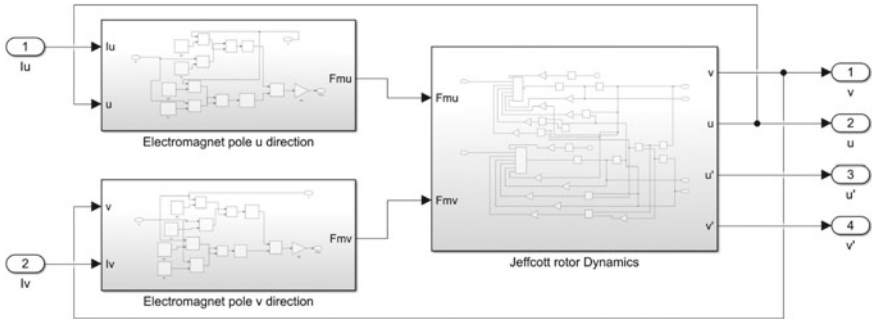 1
Iu
Iu
u
Fmu
Electromagnet pole u direction
2
Iv
v
Iv
Fmv
Electromagnet pole v direction
Fmu
Fmv
v
u
u'
v'
Jeffcott rotor Dynamics
1
v
2
u
3
u'
4
v'